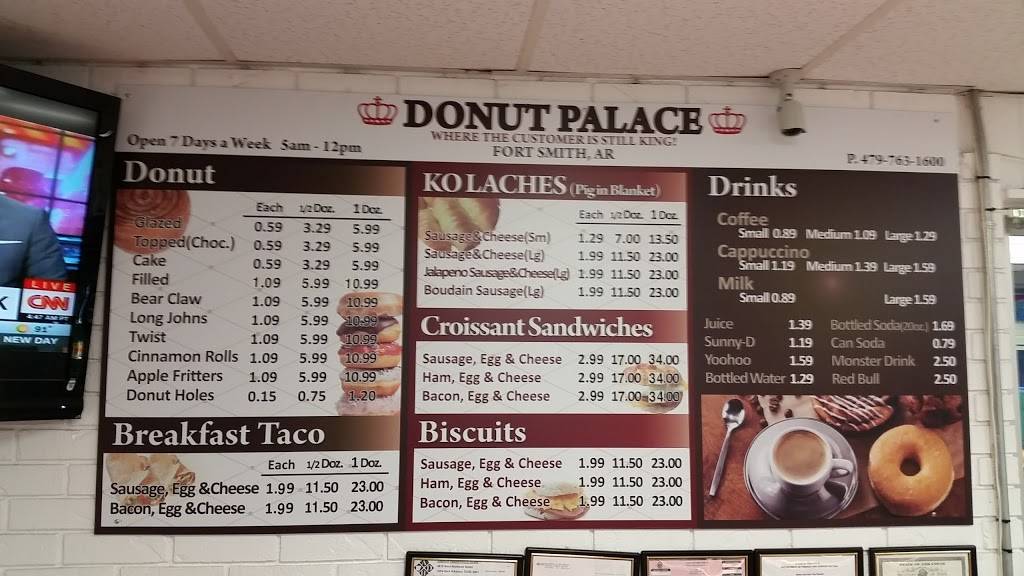 DONUT PALACE
WHERE THE CUSTOMER IS STILL KING!
FORT SMITH, AR
Open 7 Days a Week 5am - 12pm
P. 479-763-1600
Donut
Each 1/2 Doz. 1 Doz.
Glazed 0.59 3.29 5.99
Topped(Choc.) 0.59 3.29 5.99
Cake 0.59 3.29 5.99
Filled 1.09 5.99 10.99
Bear Claw 1.09 5.99 10.99
Long Johns 1.09 5.99 10.99
Twist 1.09 5.99 10.99
Cinnamon Rolls 1.09 5.99 10.99
Apple Fritters 1.09 5.99 10.99
Donut Holes 0.15 0.75 1.20
Breakfast Taco
Each 1/2 Doz. 1 Doz.
Sausage, Egg &Cheese 1.99 11.50 23.00
Bacon, Egg &Cheese 1.99 11.50 23.00
KOLACHES (Pig in Blanket)
Each 1/2 Doz. 1 Doz.
Sausage&Cheese(Sm) 1.29 7.00 13.50
Sausage&Cheese(Lg) 1.99 11.50 23.00
Jalapeno Sausage&Cheese(Lg) 1.99 11.50 23.00
Boudain Sausage(Lg) 1.99 11.50 23.00
Croissant Sandwiches
Sausage, Egg & Cheese 2.99 17.00 34.00
Ham, Egg & Cheese 2.99 17.00 34.00
Bacon, Egg & Cheese 2.99 17.00 34.00
Biscuits
Sausage, Egg & Cheese 1.99 11.50 23.00
Ham, Egg & Cheese 1.99 11.50 23.00
Bacon, Egg & Cheese 1.99 11.50 23.00
Drinks
Coffee
Small 0.89 Medium 1.09 Large 1.29
Cappuccino
Small 1.19 Medium 1.39 Large 1.59
Milk
Small 0.89 Large 1.59
Juice 1.39 Bottled Soda(20oz.) 1.69
Sunny-D 1.19 Can Soda 0.79
Yoohoo 1.59 Monster Drink 2.50
Bottled Water 1.29 Red Bull 2.50
LIVE
CNN
4:47 AM
91°
NEW DAY